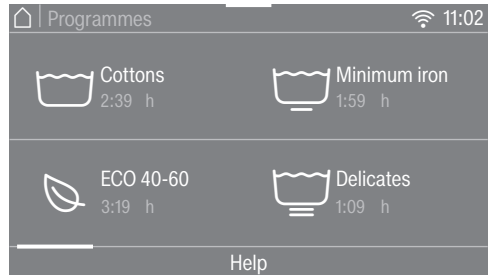 Programmes
11:02
Cottons
2:39 h
Minimum iron
1:59 h
ECO 40-60
3:19 h
Delicates
1:09 h
Help